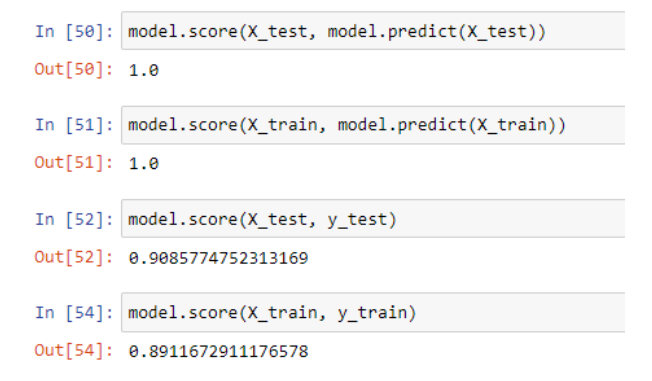 In [50]: model.score(X_test, model.predict(X_test))
Out[50]: 1.0
In [51]: model.score(X_train, model.predict(X_train))
Out[51]: 1.0
In [52]: model.score(X_test, y_test)
Out[52]: 0.9085774752313169
In [54]: model.score(X_train, y_train)
Out[54]: 0.8911672911176578